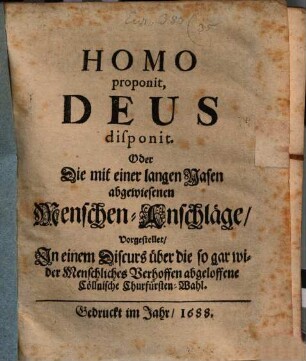 HOMO
proponit,
DEUS
disponit.
Oder
Die mit einer langen Nasen
abgewiesenen
Menschen-Anschläge/
Vorgestellet/
In einem Discurs über die so gar wi-
der Menschliches Verhoffen abgeloffene
Cöllnische Churfürsten-Wahl.
Gedruckt im Jahr/ 1688.